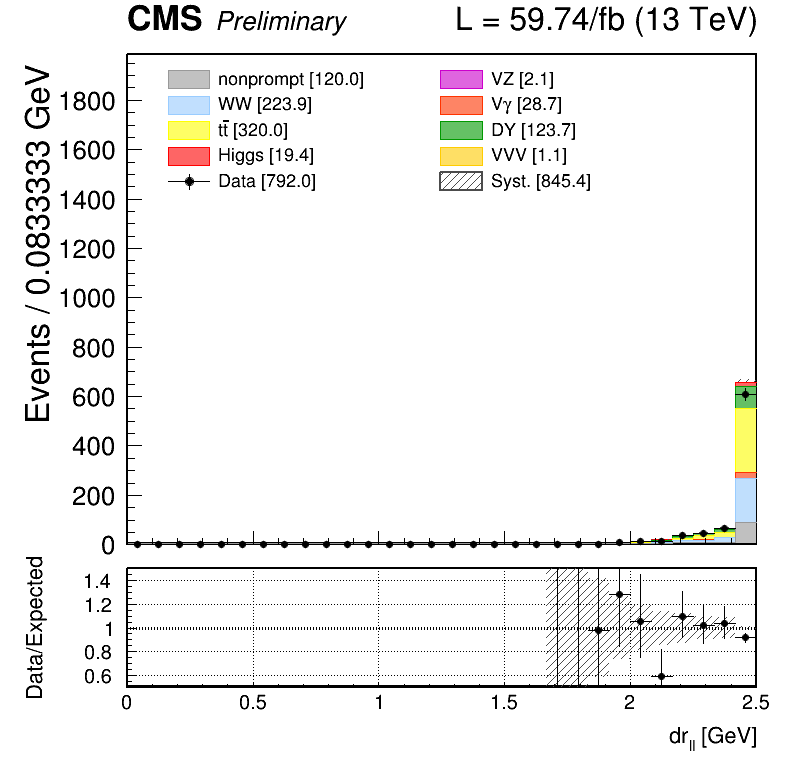 CMS Preliminary L = 59.74/fb (13 TeV)
Events / 0.0833333 GeV
nonprompt [120.0] VZ [2.1]
WW [223.9] Vγ [28.7]
tt̄ [320.0] DY [123.7]
Higgs [19.4] VVV [1.1]
Data [792.0] Syst. [845.4]
1800
1600
1400
1200
1000
800
600
400
200
0
Data/Expected
1.4
1.2
1
0.8
0.6
0 0.5 1 1.5 2 2.5
dr_ll [GeV]